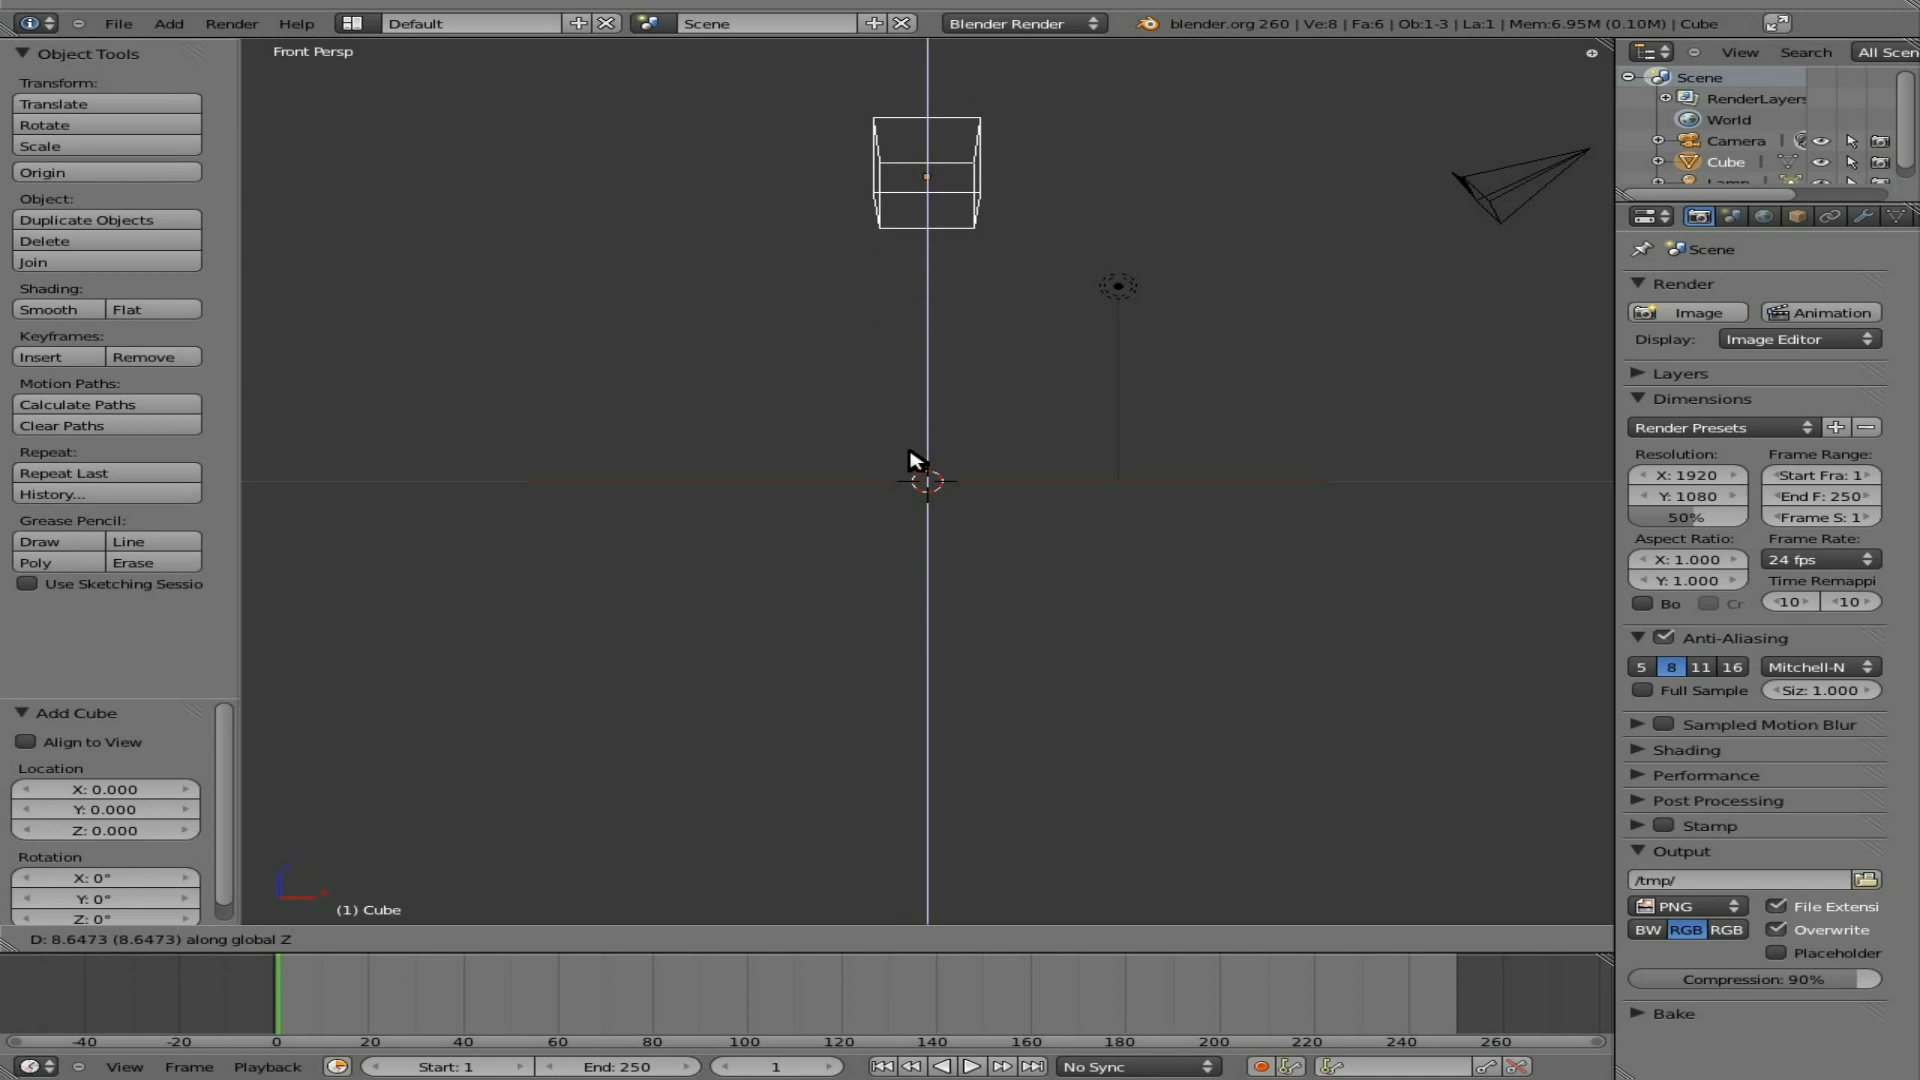 File Add Render Help Default Scene Blender Render blender.org 260 | Ve:8 | Fa:6 | Ob:1-3 | La:1 | Mem:6.95M (0.10M) | Cube
Object Tools
Transform:
Translate
Rotate
Scale
Origin
Object:
Duplicate Objects
Delete
Join
Shading:
Smooth Flat
Keyframes:
Insert Remove
Motion Paths:
Calculate Paths
Clear Paths
Repeat:
Repeat Last
History...
Grease Pencil:
Draw Line
Poly Erase
Use Sketching Sessio
Add Cube
Align to View
Location
X: 0.000
Y: 0.000
Z: 0.000
Rotation
X: 0°
Y: 0°
Z: 0°
Front Persp
(1) Cube
D: 8.6473 (8.6473) along global Z
-40 -20 0 20 40 60 80 100 120 140 160 180 200 220 240 260
View Frame Playback Start: 1 End: 250 1 No Sync
View Search All Scen
Scene
RenderLayers
World
Camera
Cube
Lamp
Scene
Render
Image Animation
Display: Image Editor
Layers
Dimensions
Render Presets
Resolution: Frame Range:
X: 1920 Start Fra: 1
Y: 1080 End F: 250
50% Frame S: 1
Aspect Ratio: Frame Rate:
X: 1.000 24 fps
Y: 1.000 Time Remappi
Bo Cr 10 10
Anti-Aliasing
5 8 11 16 Mitchell-N
Full Sample Siz: 1.000
Sampled Motion Blur
Shading
Performance
Post Processing
Stamp
Output
/tmp/
PNG File Extensi
BW RGB RGB Overwrite
Placeholder
Compression: 90%
Bake